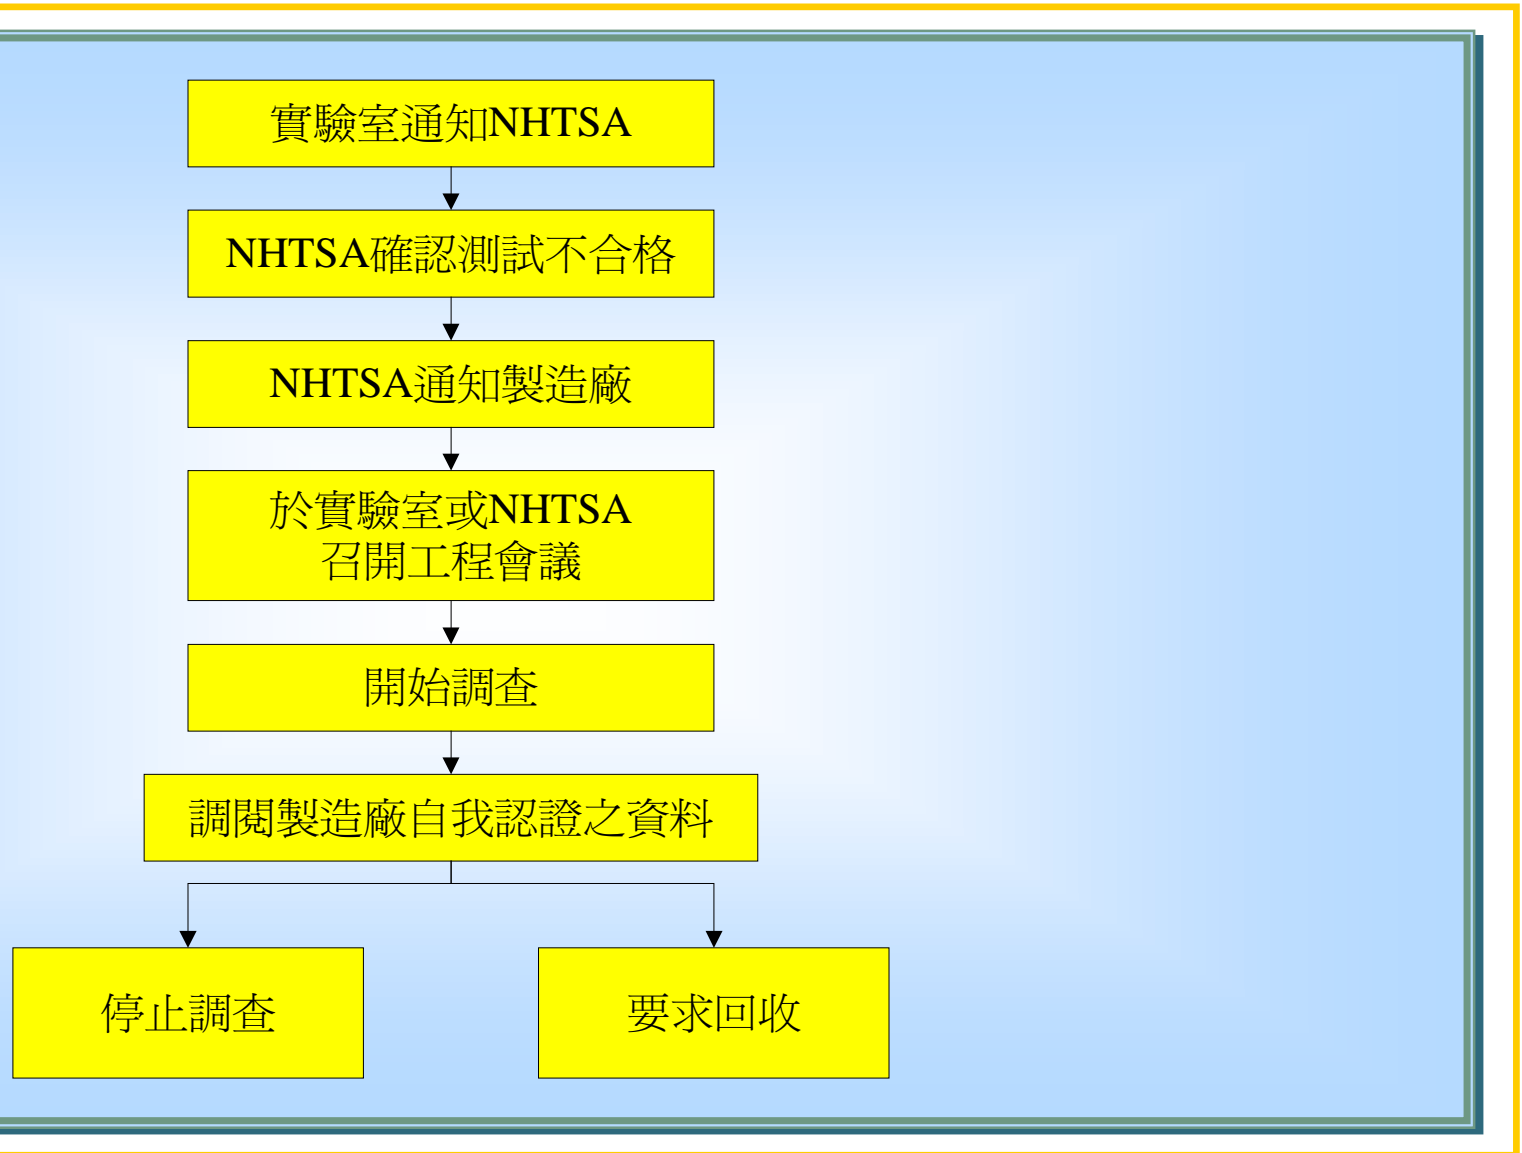 實驗室通知NHTSA
NHTSA確認測試不合格
NHTSA通知製造廠
於實驗室或NHTSA
召開工程會議
開始調查
調閱製造廠自我認證之資料
停止調查
要求回收